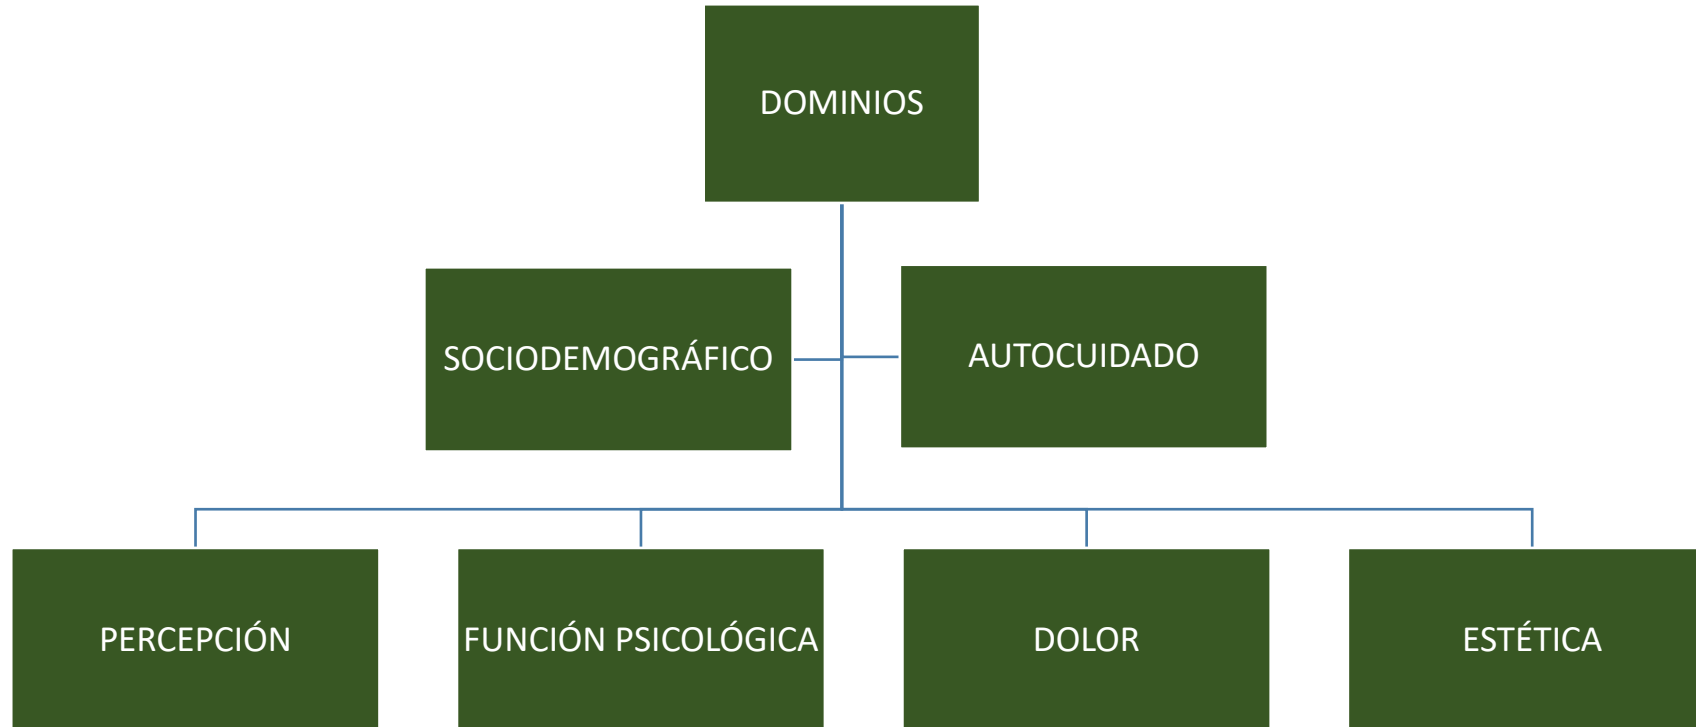 DOMINIOS
SOCIODEMOGRÁFICO
AUTOCUIDADO
PERCEPCIÓN
FUNCIÓN PSICOLÓGICA
DOLOR
ESTÉTICA